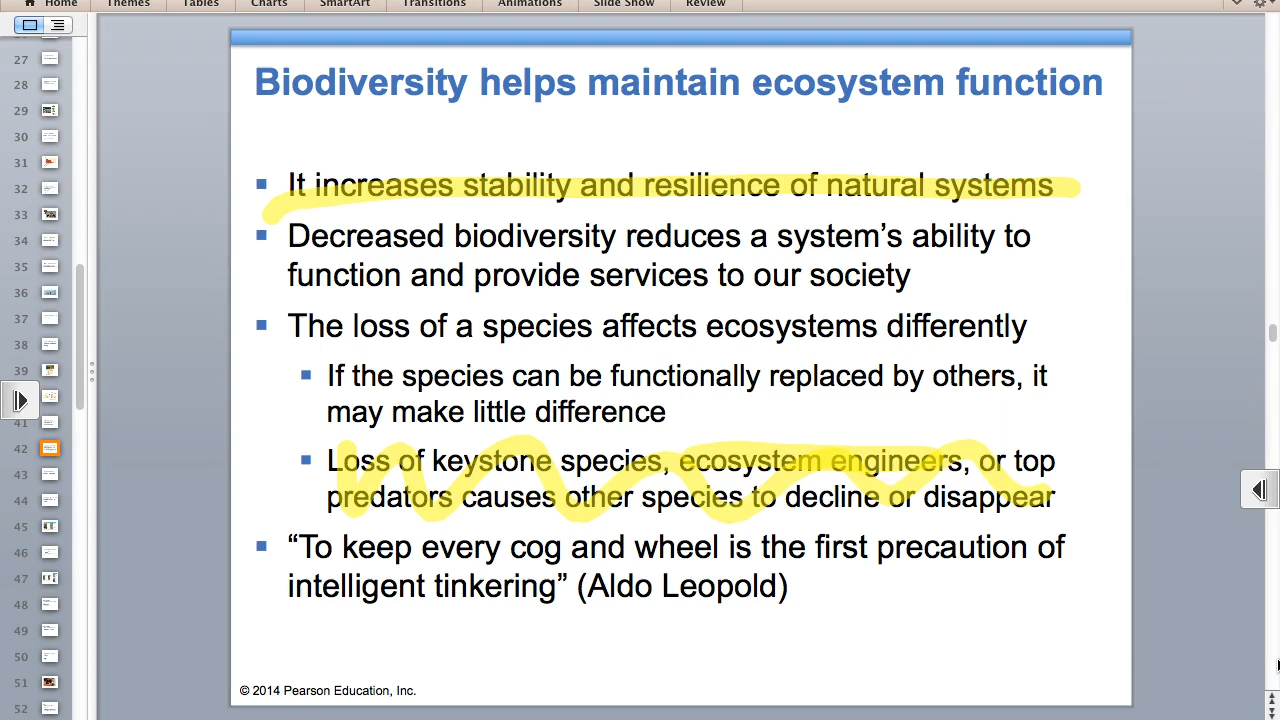 Home Themes Tables Charts SmartArt Transitions Animations Slide Show Review
27
28
29
30
31
32
33
34
35
36
37
38
39
41
42
43
44
45
46
47
48
49
50
51
52
Biodiversity helps maintain ecosystem function
It increases stability and resilience of natural systems
Decreased biodiversity reduces a system’s ability to
function and provide services to our society
The loss of a species affects ecosystems differently
If the species can be functionally replaced by others, it
may make little difference
Loss of keystone species, ecosystem engineers, or top
predators causes other species to decline or disappear
“To keep every cog and wheel is the first precaution of
intelligent tinkering” (Aldo Leopold)
© 2014 Pearson Education, Inc.